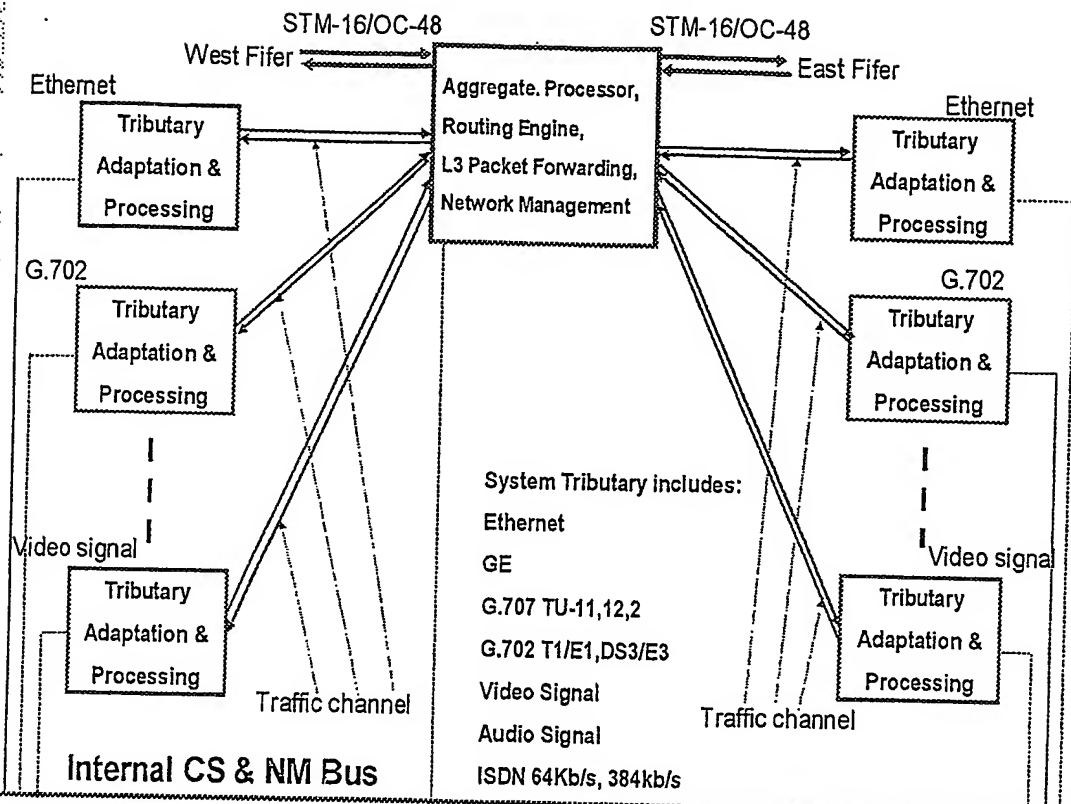 STM-16/OC-48
STM-16/OC-48
West Fifer
East Fifer
Aggregate. Processor,
Routing Engine,
L3 Packet Forwarding,
Network Management
Ethernet
Tributary
Adaptation &
Processing
Ethernet
Tributary
Adaptation &
Processing
G.702
Tributary
Adaptation &
Processing
G.702
Tributary
Adaptation &
Processing
Video signal
Tributary
Adaptation &
Processing
Video signal
Tributary
Adaptation &
Processing
System Tributary includes:
Ethernet
GE
G.707 TU-11,12,2
G.702 T1/E1,DS3/E3
Video Signal
Audio Signal
ISDN 64Kb/s, 384kb/s
Traffic channel
Traffic channel
Internal CS & NM Bus